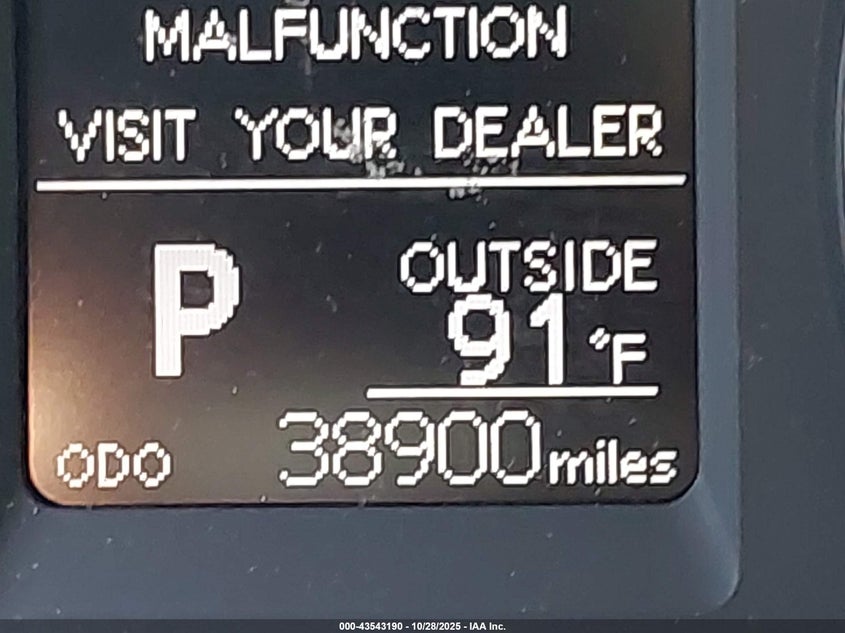 MALFUNCTION
VISIT YOUR DEALER
P
OUTSIDE
91°F
ODO 38900 miles
000-43543190 - 10/28/2025 - IAA Inc.